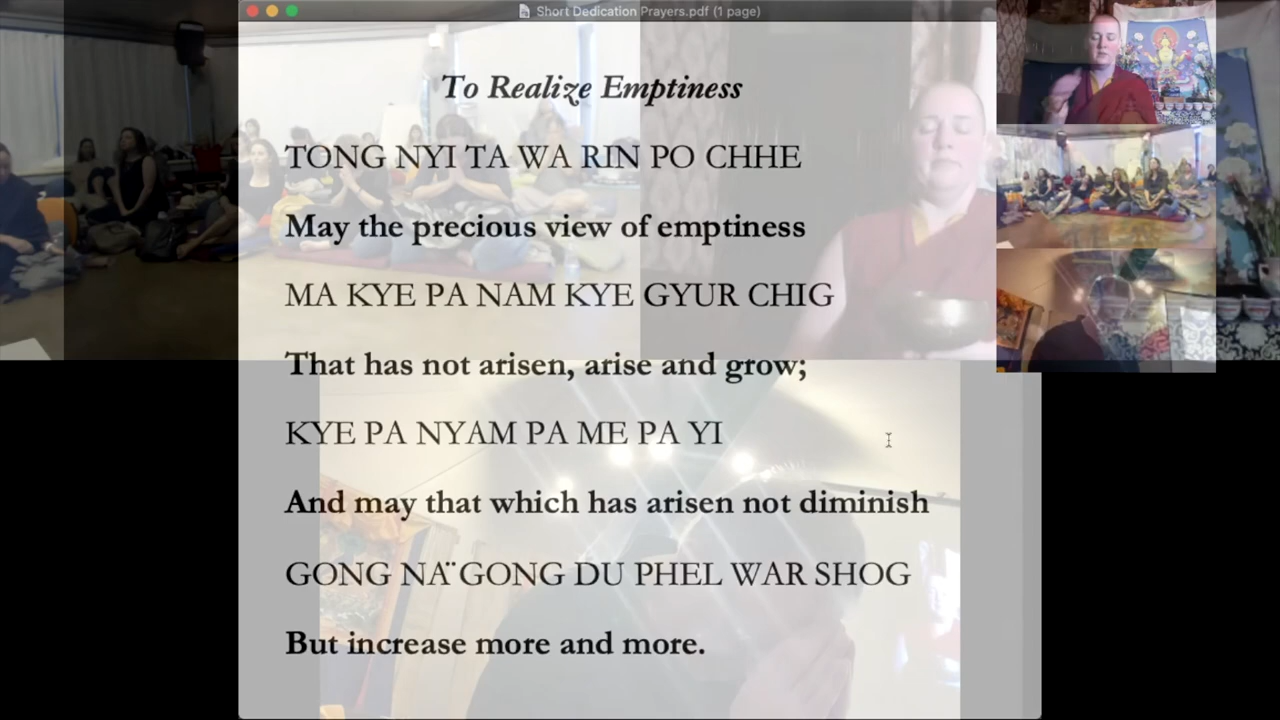 Short Dedication Prayers.pdf (1 page)
To Realize Emptiness
TONG NYI TA WA RIN PO CHHE
May the precious view of emptiness
MA KYE PA NAM KYE GYUR CHIG
That has not arisen, arise and grow;
KYE PA NYAM PA ME PA YI
And may that which has arisen not diminish
GONG NA¨GONG DU PHEL WAR SHOG
But increase more and more.